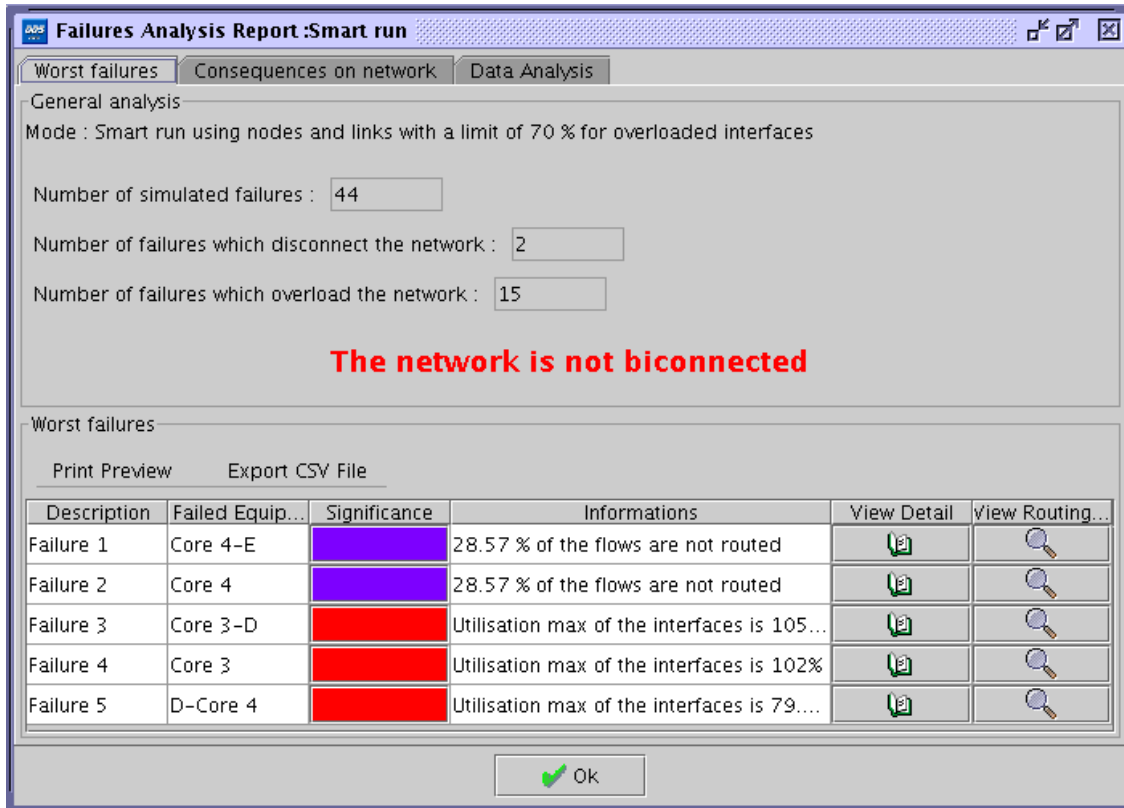 Failures Analysis Report :Smart run
Worst failures Consequences on network Data Analysis
General analysis
Mode : Smart run using nodes and links with a limit of 70 % for overloaded interfaces
Number of simulated failures : 44
Number of failures which disconnect the network : 2
Number of failures which overload the network : 15
The network is not biconnected
Worst failures
Print Preview Export CSV File
Description Failed Equip... Significance Informations View Detail View Routing...
Failure 1 Core 4-E 28.57 % of the flows are not routed
Failure 2 Core 4 28.57 % of the flows are not routed
Failure 3 Core 3-D Utilisation max of the interfaces is 105...
Failure 4 Core 3 Utilisation max of the interfaces is 102%
Failure 5 D-Core 4 Utilisation max of the interfaces is 79....
Ok